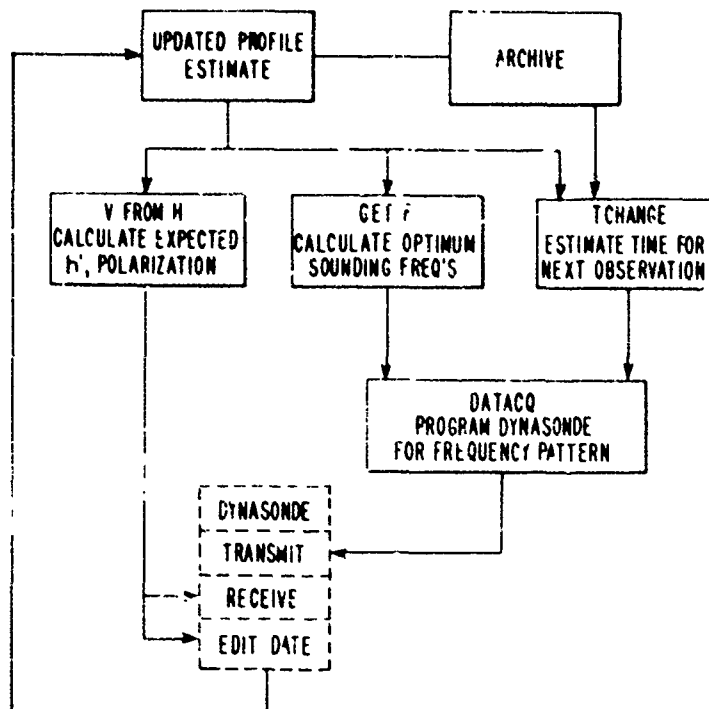 UPDATED PROFILE
ESTIMATE
ARCHIVE
V FROM H
CALCULATE EXPECTED
h', POLARIZATION
GET
CALCULATE OPTIMUM
SOUNDING FREQ'S
TCHANGE
ESTIMATE TIME FOR
NEXT OBSERVATION
DATACQ
PROGRAM DYNASONDE
FOR FREQUENCY PATTERN
DYNASONDE
TRANSMIT
RECEIVE
EDIT DATE